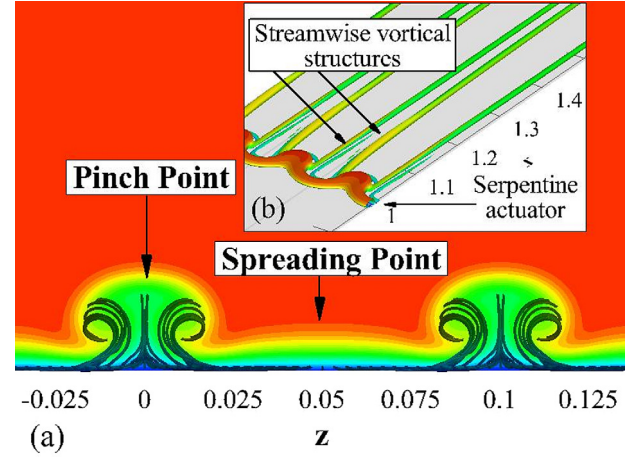 Streamwise vortical
structures
1.4
1.3
x
1.2
1.1
1
Serpentine
actuator
(b)
Pinch Point
Spreading Point
-0.025 0 0.025 0.05 0.075 0.1 0.125
(a) z